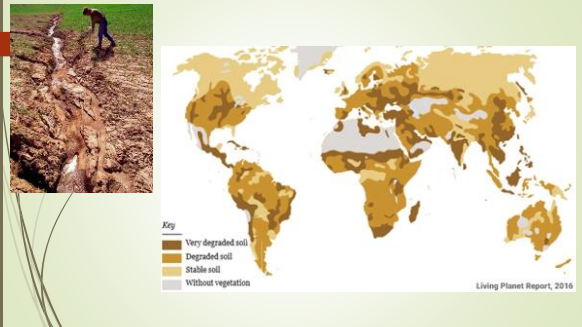 Key
Very degraded soil
Degraded soil
Stable soil
Without vegetation
Living Planet Report, 2016